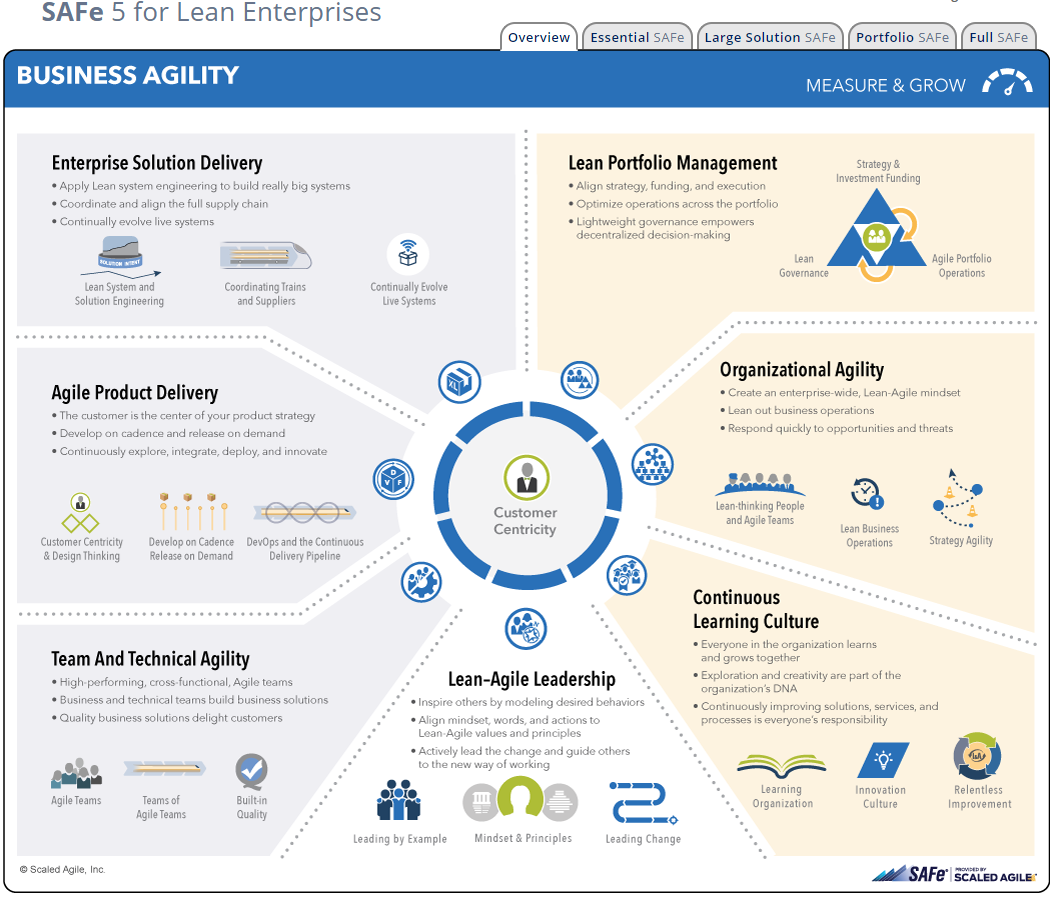 SAFe 5 for Lean Enterprises
Overview
Essential SAFe
Large Solution SAFe
Portfolio SAFe
Full SAFe
BUSINESS AGILITY
MEASURE & GROW
Enterprise Solution Delivery
• Apply Lean system engineering to build really big systems
• Coordinate and align the full supply chain
• Continually evolve live systems
SOLUTION INTENT
Lean System and
Solution Engineering
Coordinating Trains
and Suppliers
Continually Evolve
Live Systems
Lean Portfolio Management
• Align strategy, funding, and execution
• Optimize operations across the portfolio
• Lightweight governance empowers
decentralized decision-making
Strategy &
Investment Funding
Lean
Governance
Agile Portfolio
Operations
Agile Product Delivery
• The customer is the center of your product strategy
• Develop on cadence and release on demand
• Continuously explore, integrate, deploy, and innovate
Customer Centricity
& Design Thinking
Develop on Cadence
Release on Demand
DevOps and the Continuous
Delivery Pipeline
XL
D
V F
Customer
Centricity
Organizational Agility
• Create an enterprise-wide, Lean-Agile mindset
• Lean out business operations
• Respond quickly to opportunities and threats
Lean-thinking People
and Agile Teams
Lean Business
Operations
Strategy Agility
Team And Technical Agility
• High-performing, cross-functional, Agile teams
• Business and technical teams build business solutions
• Quality business solutions delight customers
Agile Teams
Teams of
Agile Teams
Built-in
Quality
Lean–Agile Leadership
• Inspire others by modeling desired behaviors
• Align mindset, words, and actions to
Lean-Agile values and principles
• Actively lead the change and guide others
to the new way of working
Leading by Example
Mindset & Principles
Leading Change
Continuous
Learning Culture
• Everyone in the organization learns
and grows together
• Exploration and creativity are part of the
organization's DNA
• Continuously improving solutions, services, and
processes is everyone's responsibility
Learning
Organization
Innovation
Culture
Relentless
Improvement
© Scaled Agile, Inc.
SAFe® PROVIDED BY
SCALED AGILE